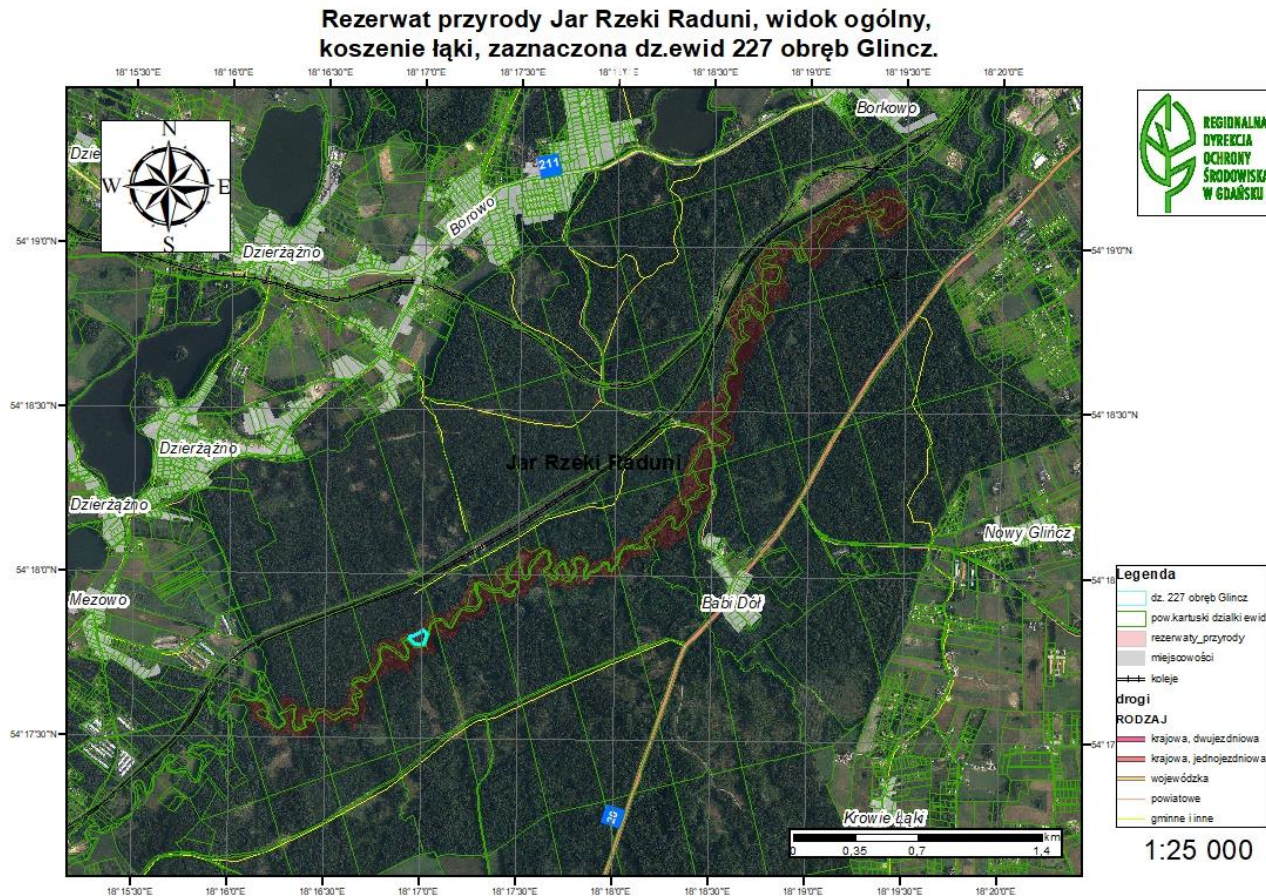 Rezerwat przyrody Jar Rzeki Raduni, widok ogólny,
koszenie łąki, zaznaczona dz.ewid 227 obręb Glincz.
18°15'30"E 18°16'0"E 18°16'30"E 18°17'0"E 18°17'30"E 18°18'30"E 18°19'0"E 18°19'30"E 18°20'0"E
N
W E
S
REGIONALNA
DYREKCJA
OCHRONY
ŚRODOWISKA
W GDAŃSKU
Borkowo
211
Borowo
Dzierżążno
54°19'0"N
54°19'0"N
54°18'30"N
54°18'30"N
Dzierżążno
Jar Rzeki Raduni
Dzierżążno
Nowy Glińcz
54°18'0"N
54°18
Mezowo
Babi Dół
54°17'30"N
54°17
20
Krowie Łąki
km
0 0,35 0,7 1,4
Legenda
dz. 227 obręb Glincz
pow.kartuski dzialki ewid
rezerwaty_przyrody
miejscowości
koleje
drogi
RODZAJ
krajowa, dwujezdniowa
krajowa, jednojezdniowa
wojewódzka
powiatowe
gminne i inne
1:25 000
18°15'30"E 18°16'0"E 18°16'30"E 18°17'0"E 18°17'30"E 18°18'0"E 18°18'30"E 18°19'0"E 18°19'30"E 18°20'0"E